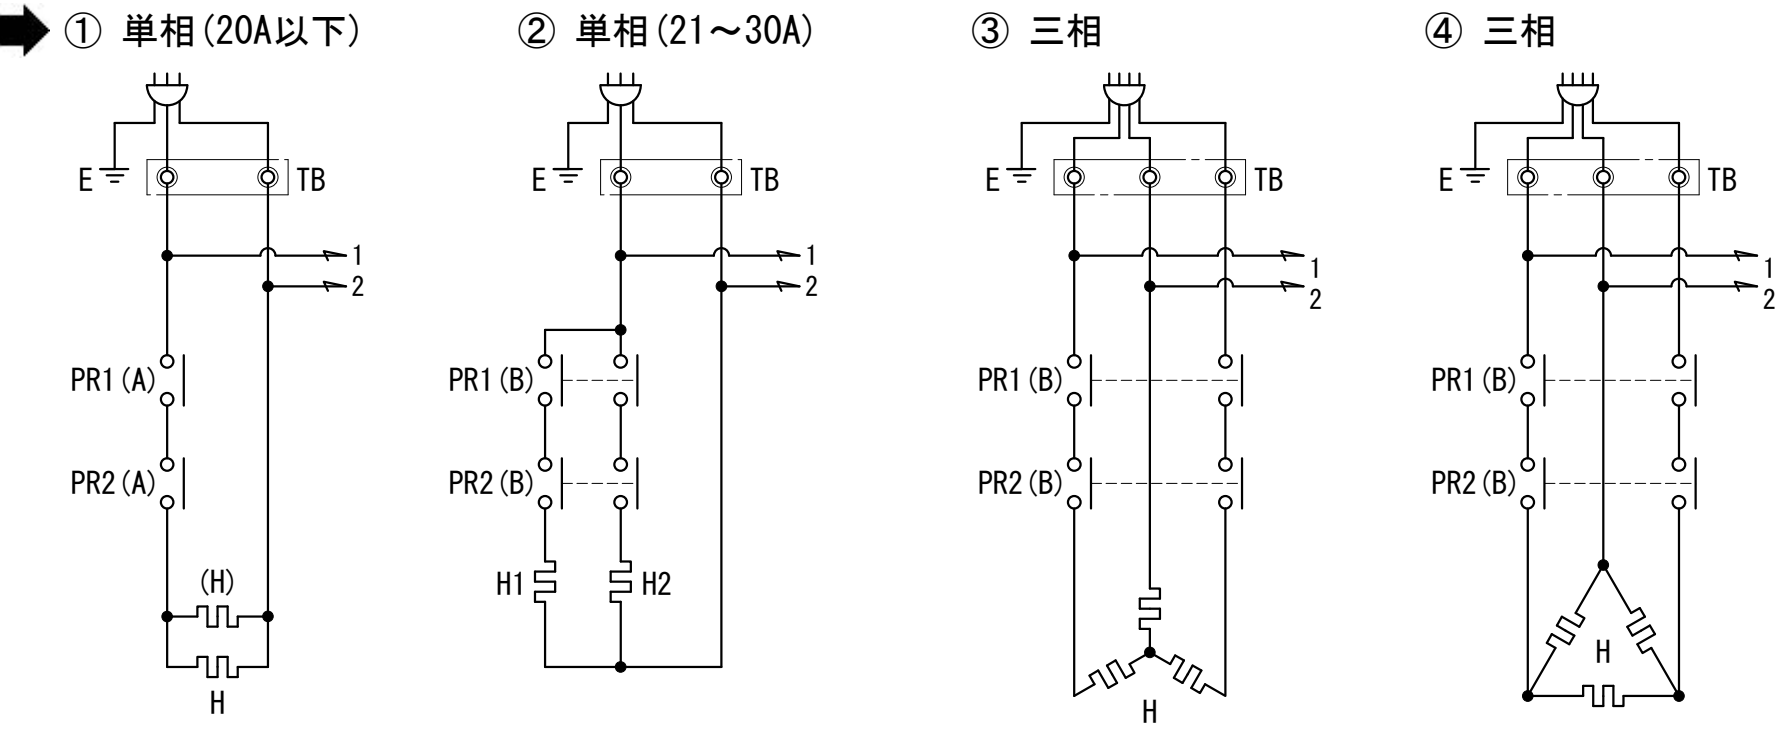 ① 単相(20A以下)
E
TB
1
2
PR1(A)
PR2(A)
(H)
H
② 単相(21～30A)
E
TB
1
2
PR1(B)
PR2(B)
H1
H2
③ 三相
E
TB
1
2
PR1(B)
PR2(B)
H
④ 三相
E
TB
1
2
PR1(B)
PR2(B)
H